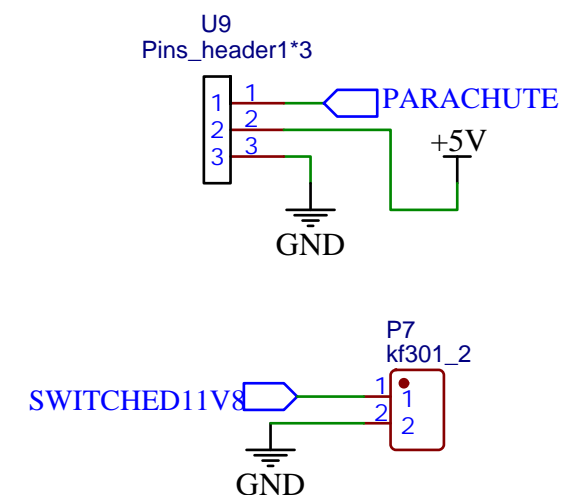 U9
Pins_header1*3
1 1 PARACHUTE
2 2
+5V
3 3
GND
P7
kf301_2
SWITCHED11V8 1 1
2 2
GND